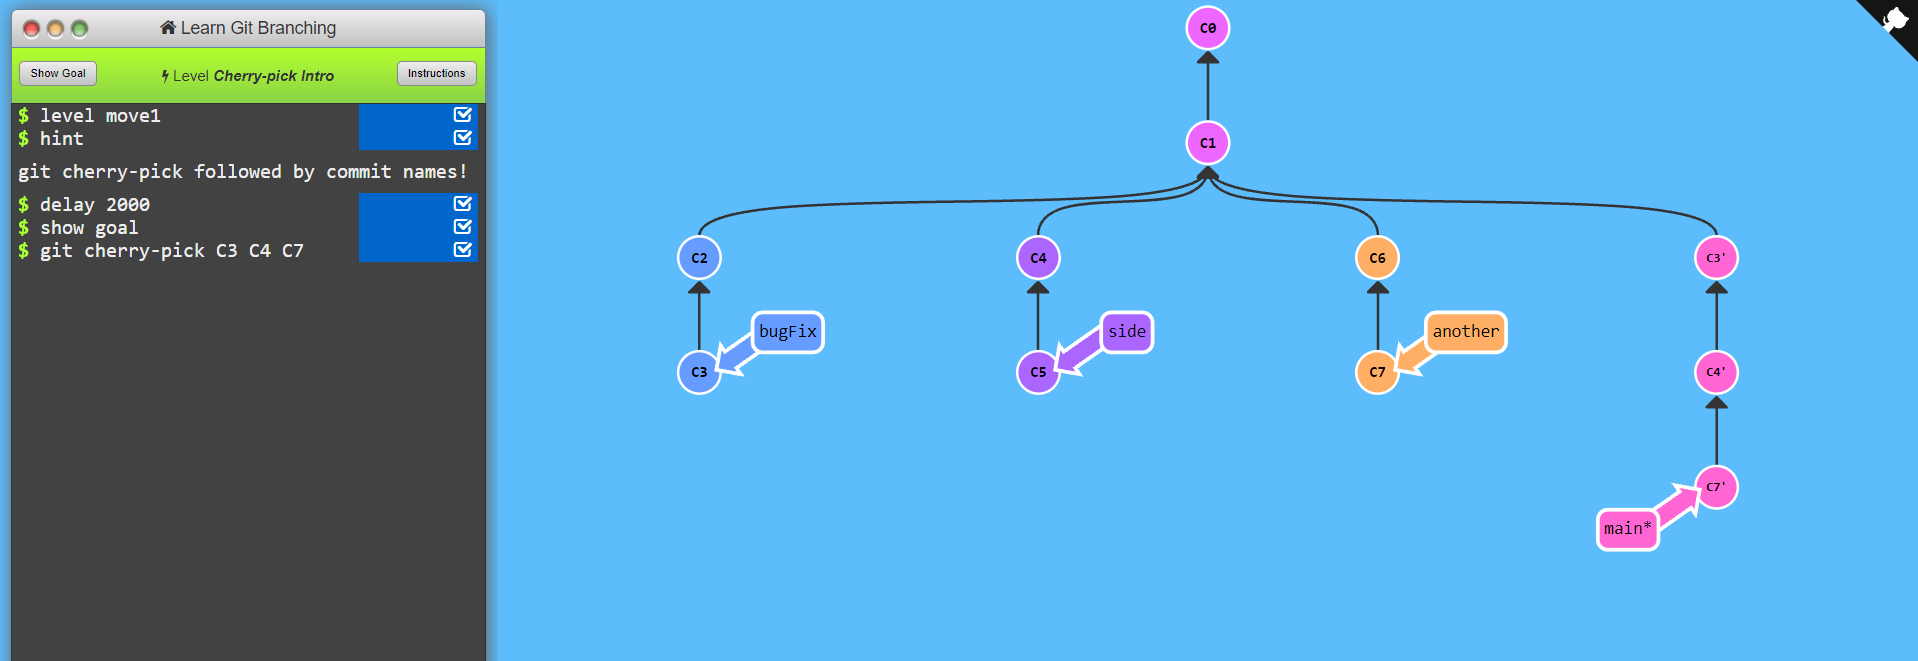 Learn Git Branching
Show Goal
Level Cherry-pick Intro
Instructions
$ level move1
$ hint
git cherry-pick followed by commit names!
$ delay 2000
$ show goal
$ git cherry-pick C3 C4 C7
C0
C1
C2
C4
C6
C3'
bugFix
side
another
C3
C5
C7
C4'
C7'
main*